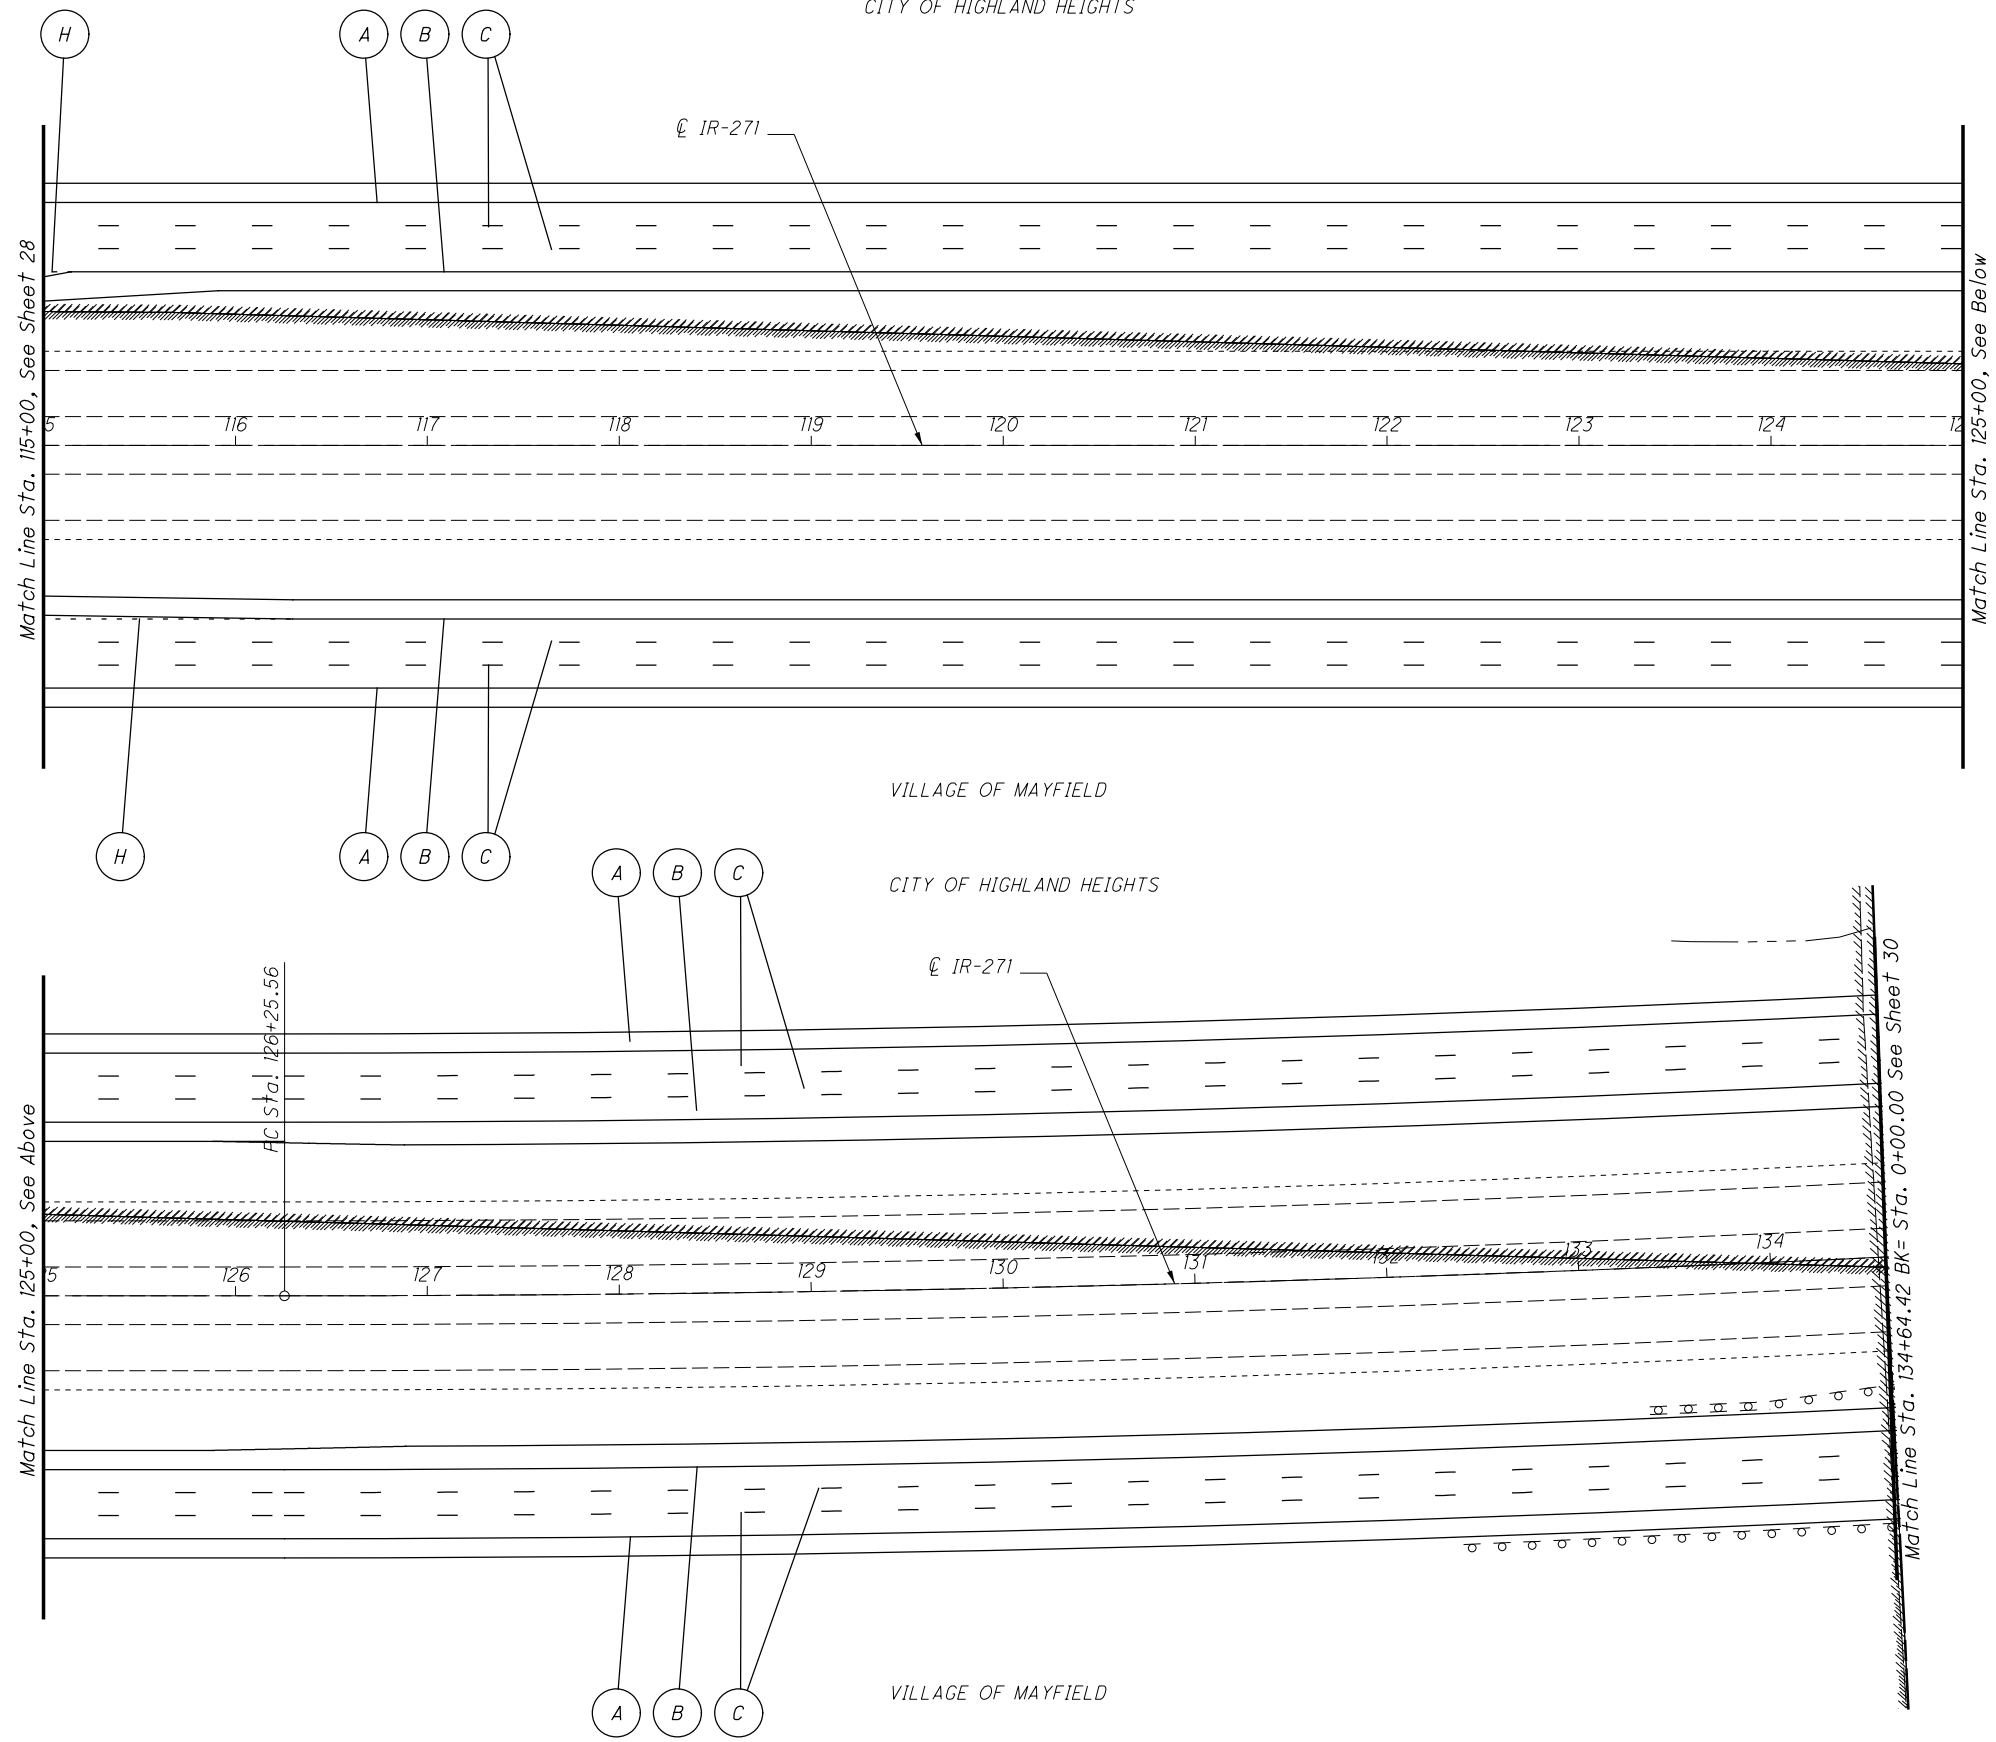 CITY OF HIGHLAND HEIGHTS
H A B C
℄ IR-271
Match Line Sta. 115+00, See Sheet 28
5 116 117 118 119 120 121 122 123 124 12
Match Line Sta. 125+00, See Below
VILLAGE OF MAYFIELD
H A B C
A B C
CITY OF HIGHLAND HEIGHTS
℄ IR-271
PC Sta. 126+25.56
Match Line Sta. 125+00, See Above
5 126 127 128 129 130 131 132 133 134
Match Line Sta. 134+64.42 BK= Sta. 0+00.00 See Sheet 30
A B C
VILLAGE OF MAYFIELD